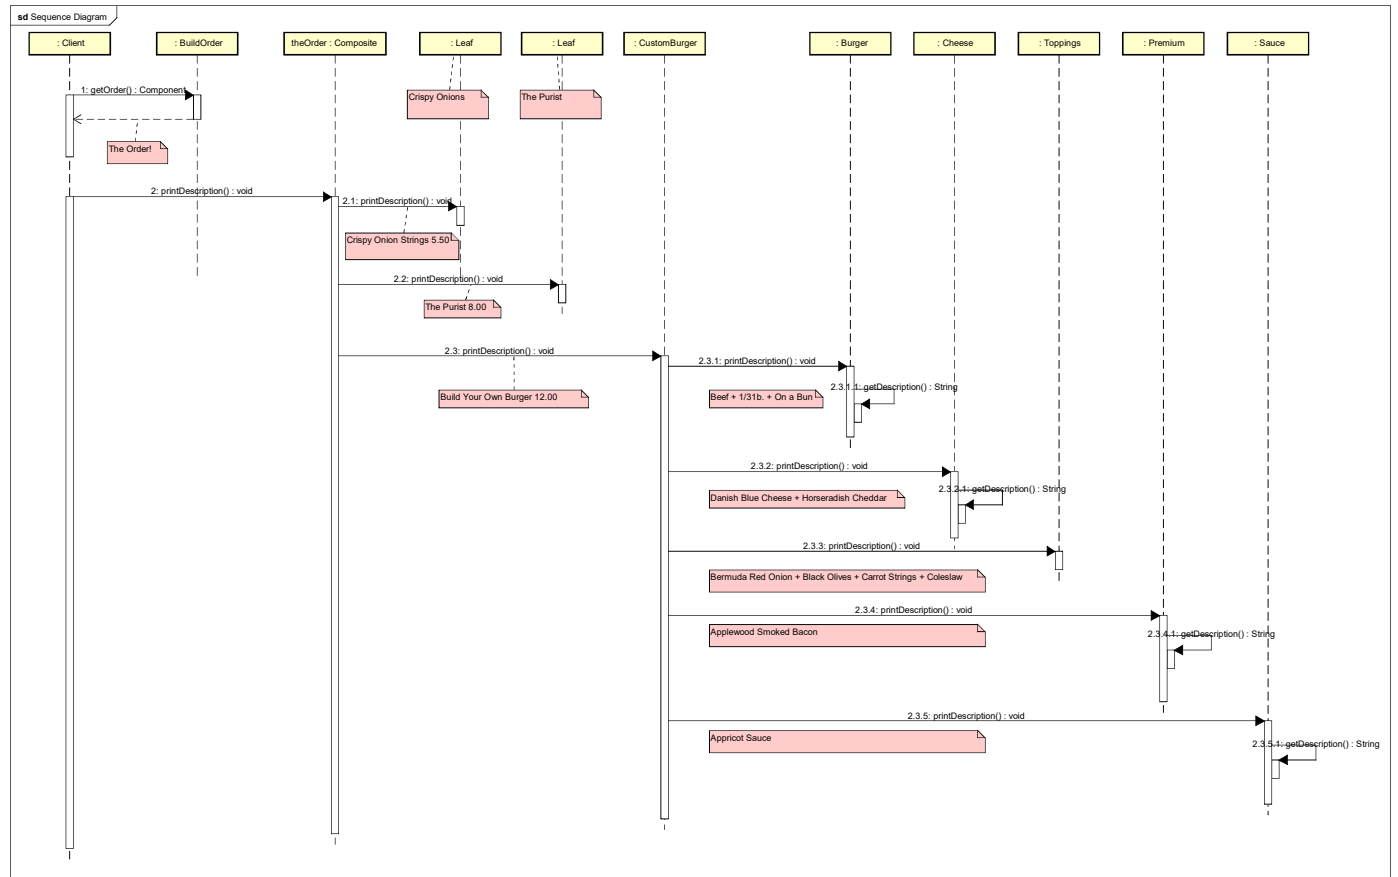 sd Sequence Diagram
: Client
: BuildOrder
theOrder : Composite
: Leaf
: Leaf
: CustomBurger
: Burger
: Cheese
: Toppings
: Premium
: Sauce
1: getOrder() : Component
Crispy Onions
The Purist
The Order!
2: printDescription() : void
2.1: printDescription() : void
Crispy Onion Strings 5.50
2.2: printDescription() : void
The Purist 8.00
2.3: printDescription() : void
2.3.1: printDescription() : void
2.3.1.1: getDescription() : String
Build Your Own Burger 12.00
Beef + 1/31b. + On a Bun
2.3.2: printDescription() : void
2.3.2.1: getDescription() : String
Danish Blue Cheese + Horseradish Cheddar
2.3.3: printDescription() : void
Bermuda Red Onion + Black Olives + Carrot Strings + Coleslaw
2.3.4: printDescription() : void
Applewood Smoked Bacon
2.3.4.1: getDescription() : String
2.3.5: printDescription() : void
Appricot Sauce
2.3.5.1: getDescription() : String